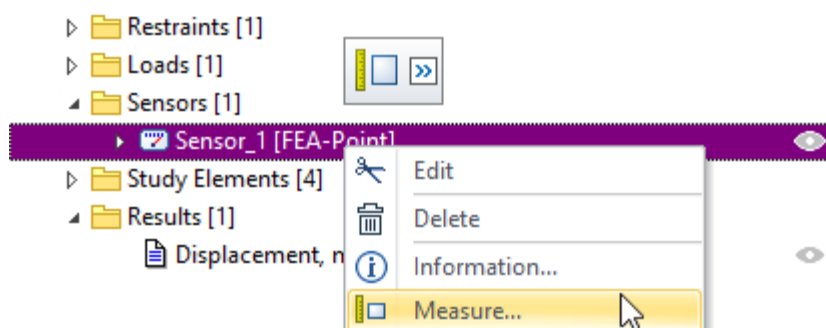 Restraints [1]
Loads [1]
Sensors [1]
Sensor_1 [FEA-Point]
Edit
Study Elements [4]
Delete
Results [1]
Displacement,
Information...
Measure...